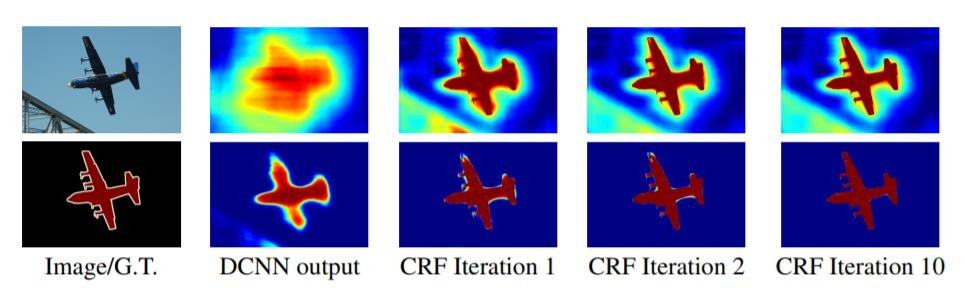 Image/G.T.
DCNN output
CRF Iteration 1
CRF Iteration 2
CRF Iteration 10